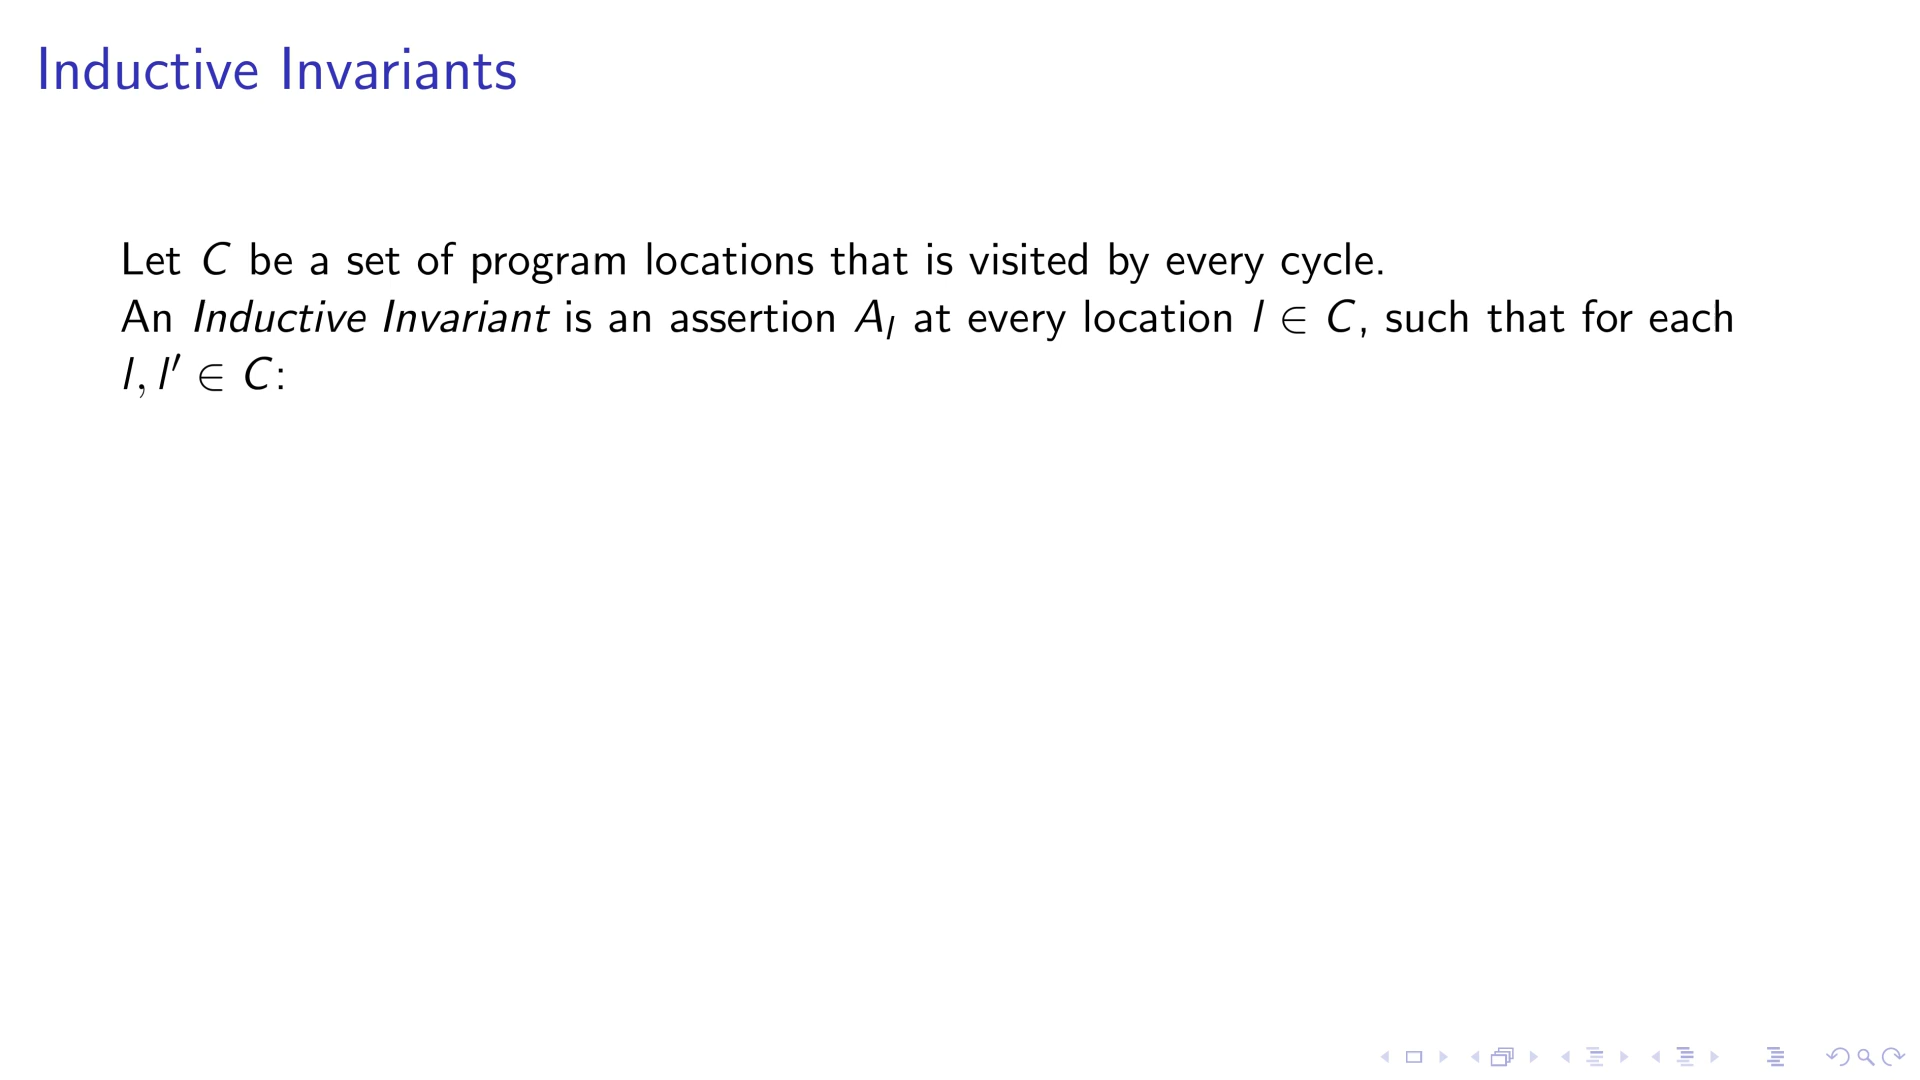 Inductive Invariants
Let C be a set of program locations that is visited by every cycle.
An Inductive Invariant is an assertion A_l at every location l ∈ C, such that for each
l, l′ ∈ C: